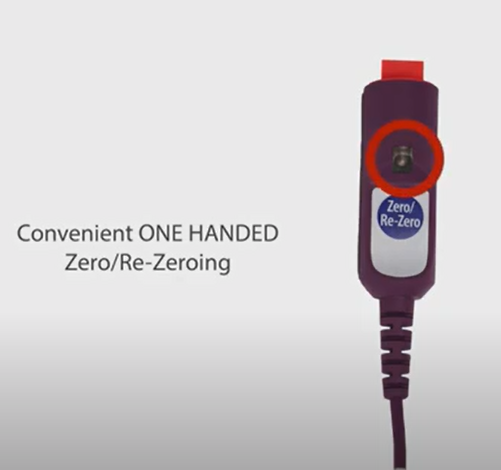 Convenient ONE HANDED
Zero/Re-Zeroing
Zero/
Re-Zero